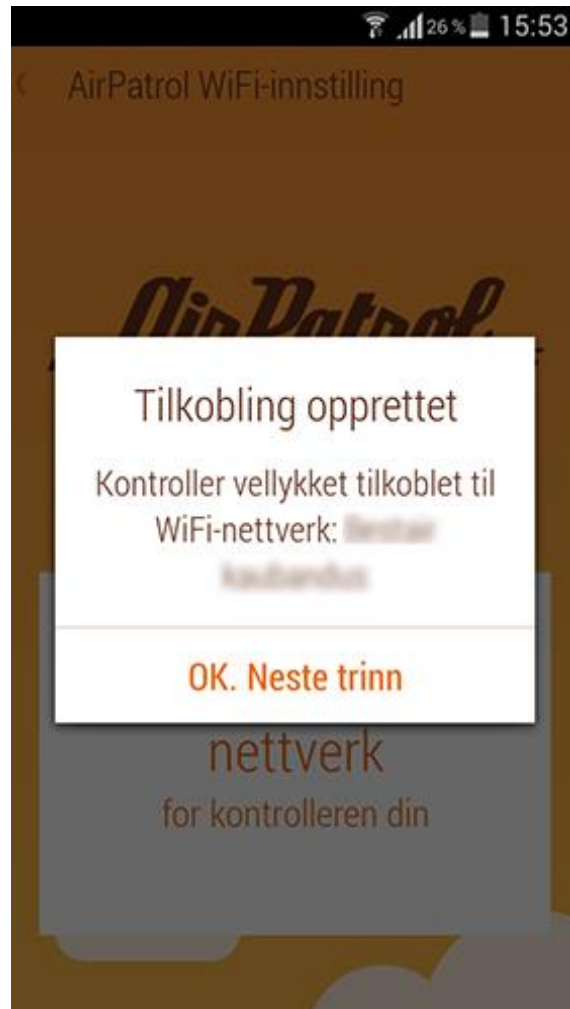 26 % 15:53
AirPatrol WiFi-innstilling
AirPatrol
Tilkobling opprettet
Kontroller vellykket tilkoblet til
WiFi-nettverk:
OK. Neste trinn
nettverk
for kontrolleren din